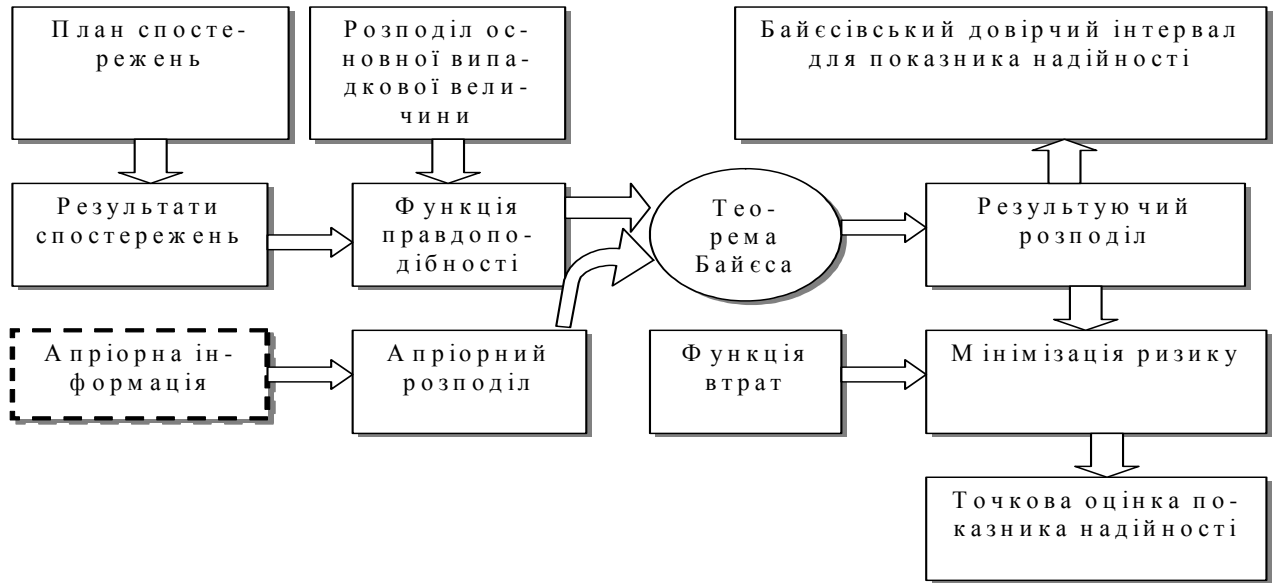 План спосте-
режень
Розподіл ос-
новної випа-
дкової вели-
чини
Байєсівський довірчий інтервал
для показника надійності
Результати
спостережень
Функція
правдопо-
дібності
Тео-
рема
Байєса
Результуючий
розподіл
Апріорна ін-
формація
Апріорний
розподіл
Функція
втрат
Мінімізація ризику
Точкова оцінка по-
казника надійності